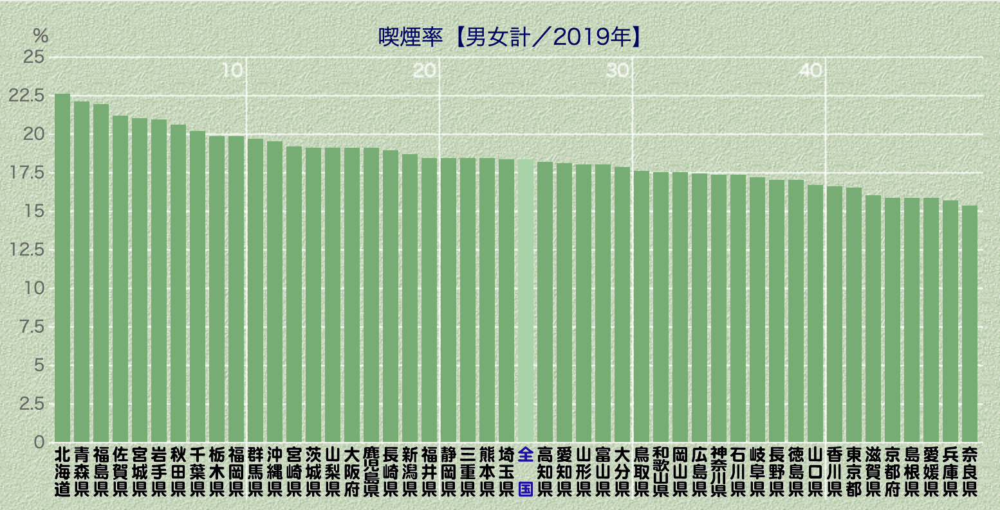 喫煙率【男女計／2019年】
%
25
22.5
20
17.5
15
12.5
10
7.5
5
2.5
0
10
20
30
40
北海道
青森県
福島県
佐賀県
宮城県
岩手県
秋田県
千葉県
栃木県
福岡県
群馬県
沖縄県
宮崎県
茨城県
山梨県
大阪府
鹿児島県
長崎県
新潟県
福井県
静岡県
三重県
熊本県
埼玉県
全国
高知県
愛知県
山形県
富山県
大分県
鳥取県
和歌山県
岡山県
広島県
神奈川県
石川県
岐阜県
長野県
徳島県
山口県
香川県
東京都
滋賀県
京都府
島根県
愛媛県
兵庫県
奈良県